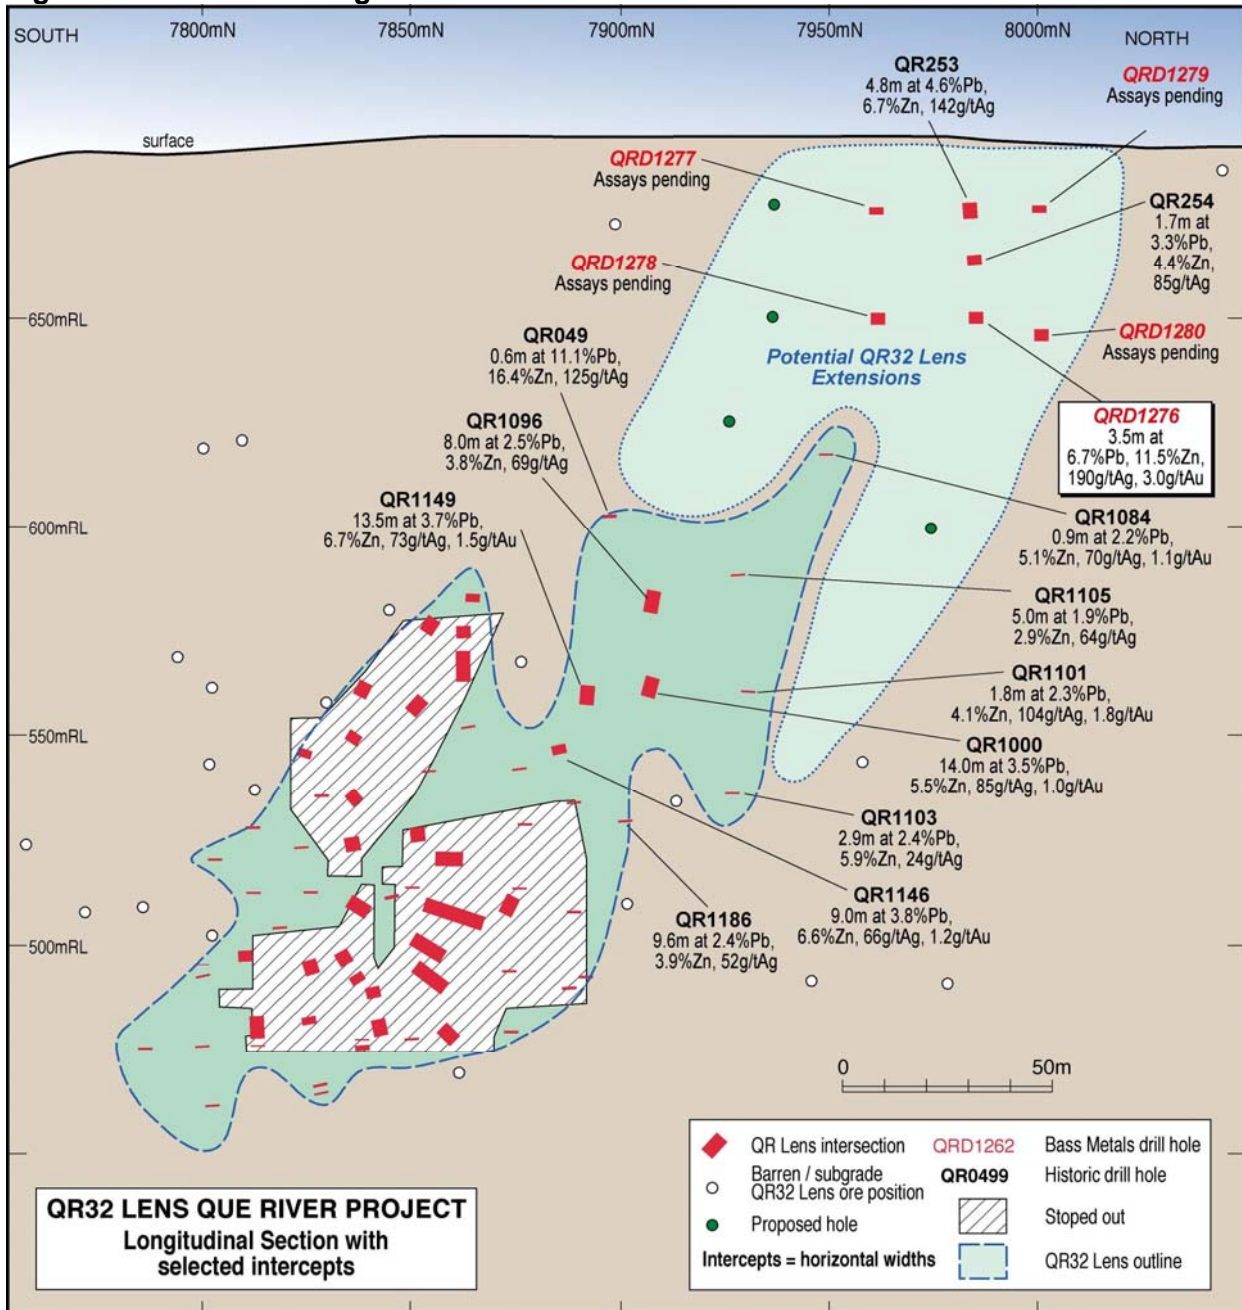 SOUTH
7800mN
7850mN
7900mN
7950mN
8000mN
NORTH
surface
QR253
4.8m at 4.6%Pb,
6.7%Zn, 142g/tAg
QRD1279
Assays pending
QRD1277
Assays pending
QR254
1.7m at
3.3%Pb,
4.4%Zn,
85g/tAg
QRD1278
Assays pending
650mRL
QRD1280
Assays pending
QR049
0.6m at 11.1%Pb,
16.4%Zn, 125g/tAg
Potential QR32 Lens
Extensions
QRD1276
3.5m at
6.7%Pb, 11.5%Zn,
190g/tAg, 3.0g/tAu
QR1096
8.0m at 2.5%Pb,
3.8%Zn, 69g/tAg
QR1149
13.5m at 3.7%Pb,
6.7%Zn, 73g/tAg, 1.5g/tAu
600mRL
QR1084
0.9m at 2.2%Pb,
5.1%Zn, 70g/tAg, 1.1g/tAu
QR1105
5.0m at 1.9%Pb,
2.9%Zn, 64g/tAg
QR1101
1.8m at 2.3%Pb,
4.1%Zn, 104g/tAg, 1.8g/tAu
550mRL
QR1000
14.0m at 3.5%Pb,
5.5%Zn, 85g/tAg, 1.0g/tAu
QR1103
2.9m at 2.4%Pb,
5.9%Zn, 24g/tAg
QR1146
9.0m at 3.8%Pb,
6.6%Zn, 66g/tAg, 1.2g/tAu
QR1186
9.6m at 2.4%Pb,
3.9%Zn, 52g/tAg
500mRL
0
50m
QR Lens intersection
QRD1262
Bass Metals drill hole
Barren / subgrade
QR32 Lens ore position
QR0499
Historic drill hole
Proposed hole
Stoped out
Intercepts = horizontal widths
QR32 Lens outline
QR32 LENS QUE RIVER PROJECT
Longitudinal Section with
selected intercepts